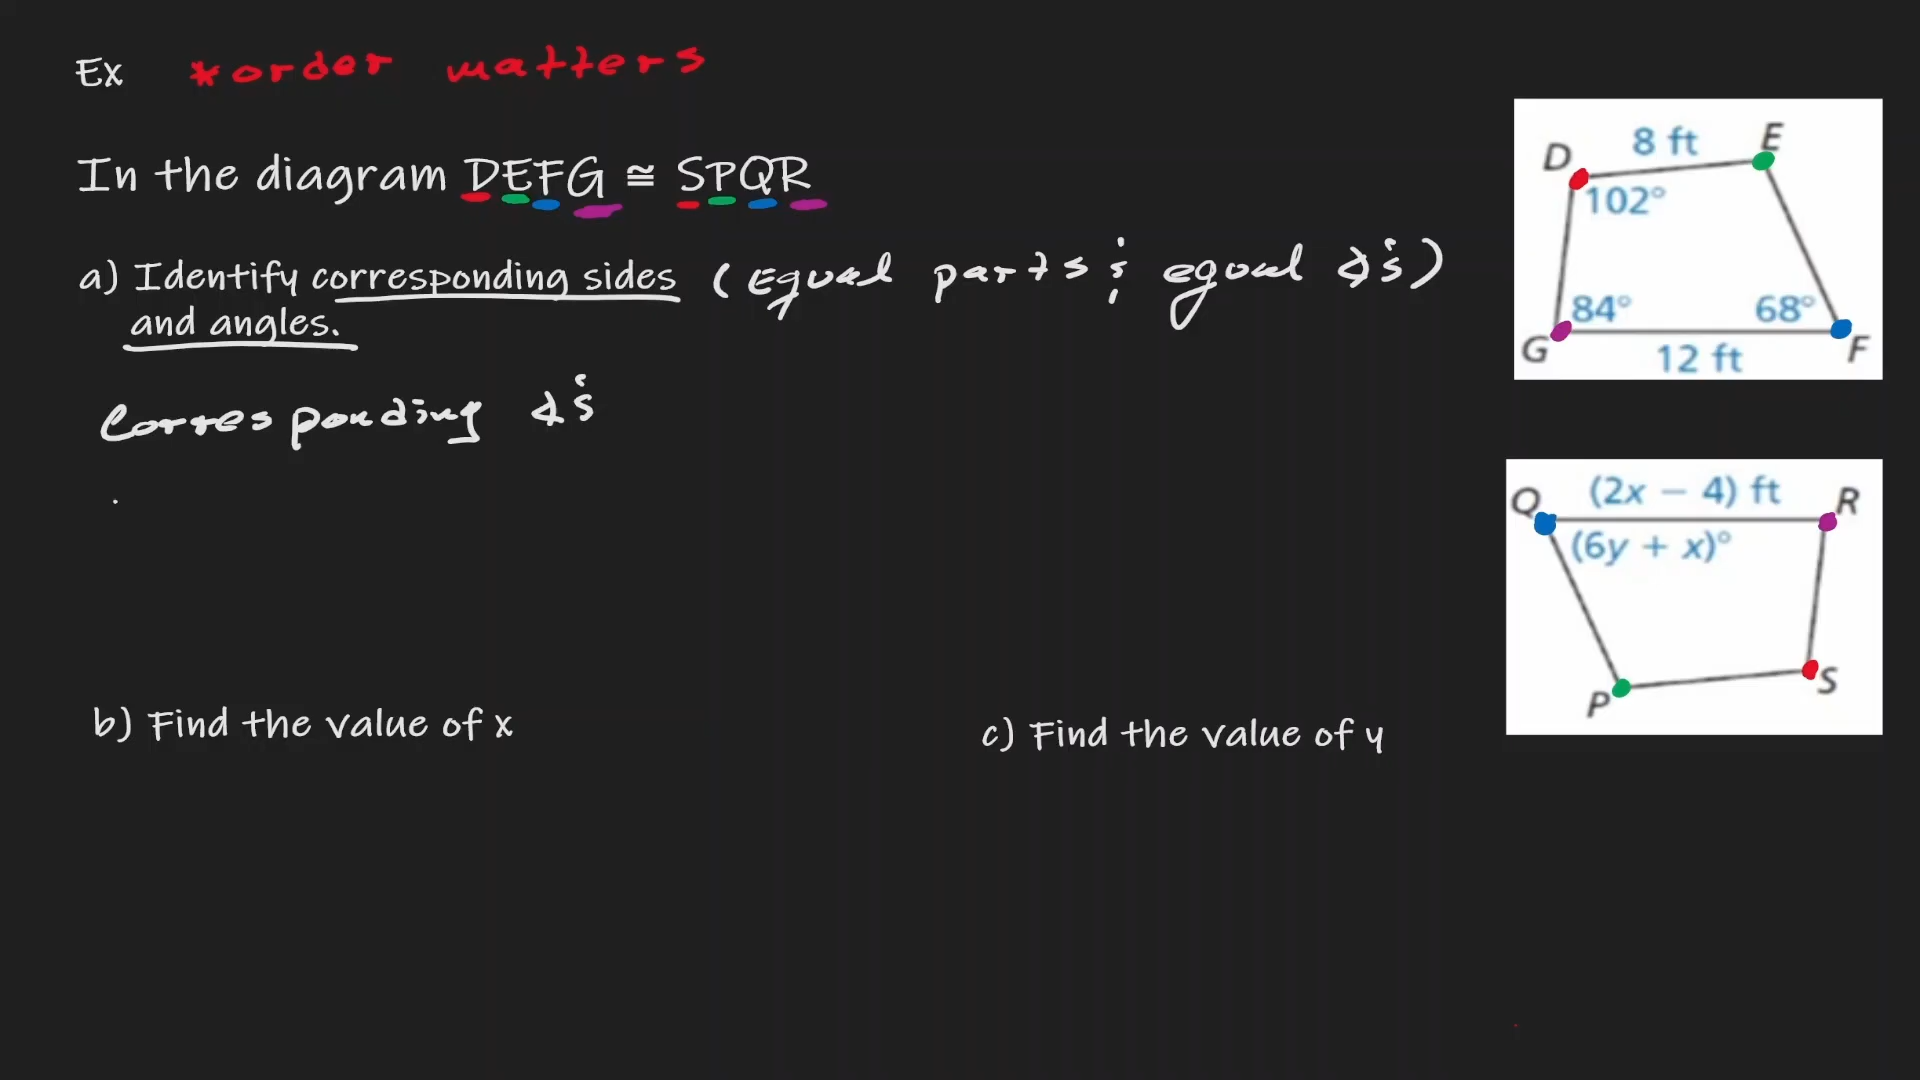 Ex *order matters
In the diagram DEFG ≅ SPQR
a) Identify corresponding sides (Equal parts & equal ∡'s)
and angles.
Corresponding ∡'s
b) Find the value of x
c) Find the value of y
D 8 ft E
102°
84° 68°
G 12 ft F
Q (2x − 4) ft R
(6y + x)°
P S